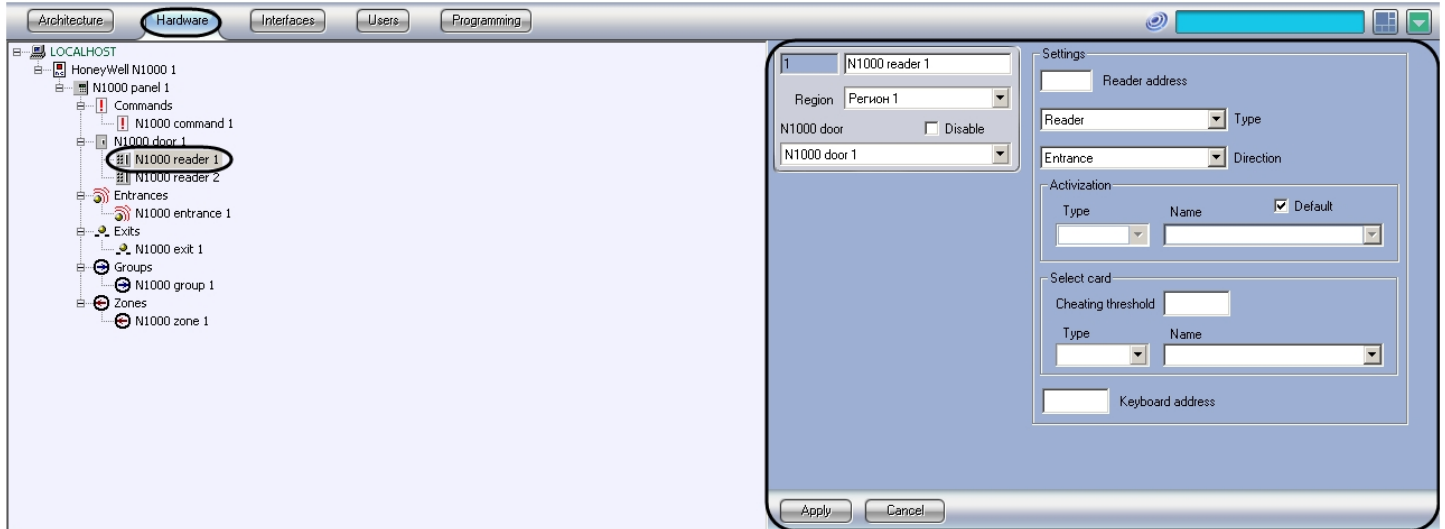 Architecture Hardware Interfaces Users Programming
LOCALHOST
HoneyWell N1000 1
N1000 panel 1
Commands
N1000 command 1
N1000 door 1
N1000 reader 1
N1000 reader 2
Entrances
N1000 entrance 1
Exits
N1000 exit 1
Groups
N1000 group 1
Zones
N1000 zone 1
1 N1000 reader 1
Region Регион 1
N1000 door Disable
N1000 door 1
Settings
Reader address
Reader Type
Entrance Direction
Activization
Type Name Default
Select card
Cheating threshold
Type Name
Keyboard address
Apply Cancel